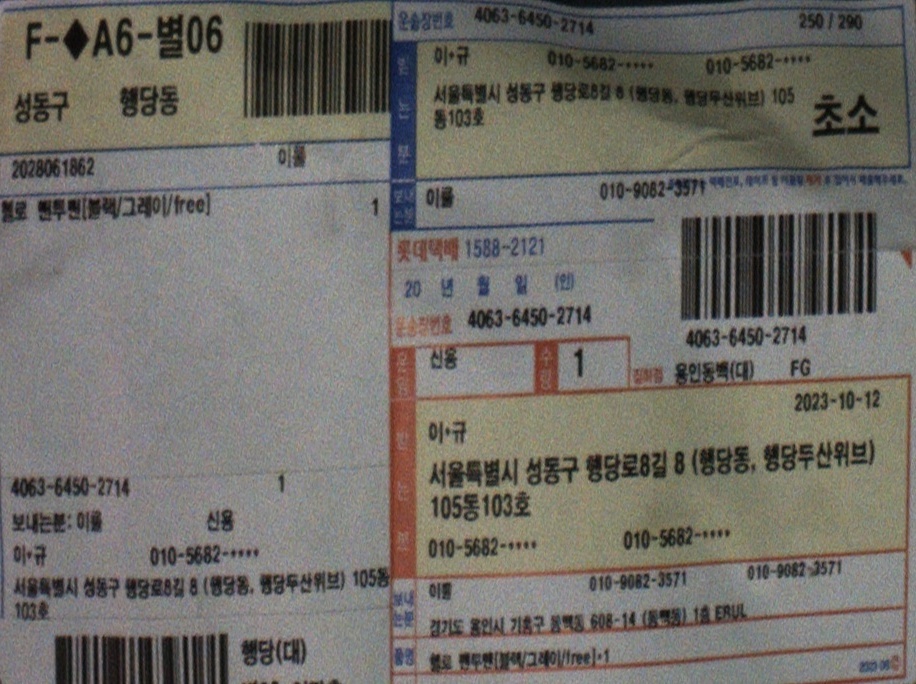 F-◆A6-별06
성동구 행당동
2028061862 이룰
헬로 맨투맨[블랙/그레이/free] 1
4063-6450-2714 1
보내는분: 이룰 신용
이*규 010-5682-****
서울특별시 성동구 행당로8길 8 (행당동, 행당두산위브) 105동
103호
행당(대)
운송장번호 4063-6450-2714 250 / 290
이*규 010-5682-**** 010-5682-****
서울특별시 성동구 행당로8길 8 (행당동, 행당두산위브) 105
동103호
초소
이룰 010-9082-3571
롯데택배 1588-2121
20 년 월 일 (인)
운송장번호 4063-6450-2714
4063-6450-2714
운임 신용 수량 1 집하점 용인동백(대) FG
2023-10-12
받는분
이*규
서울특별시 성동구 행당로8길 8 (행당동, 행당두산위브)
105동103호
010-5682-**** 010-5682-****
보내는분
이룰 010-9082-3571 010-9082-3571
경기도 용인시 기흥구 동백동 608-14 (동백동) 1층 ERUL
품명 헬로 맨투맨[블랙/그레이/free]*1